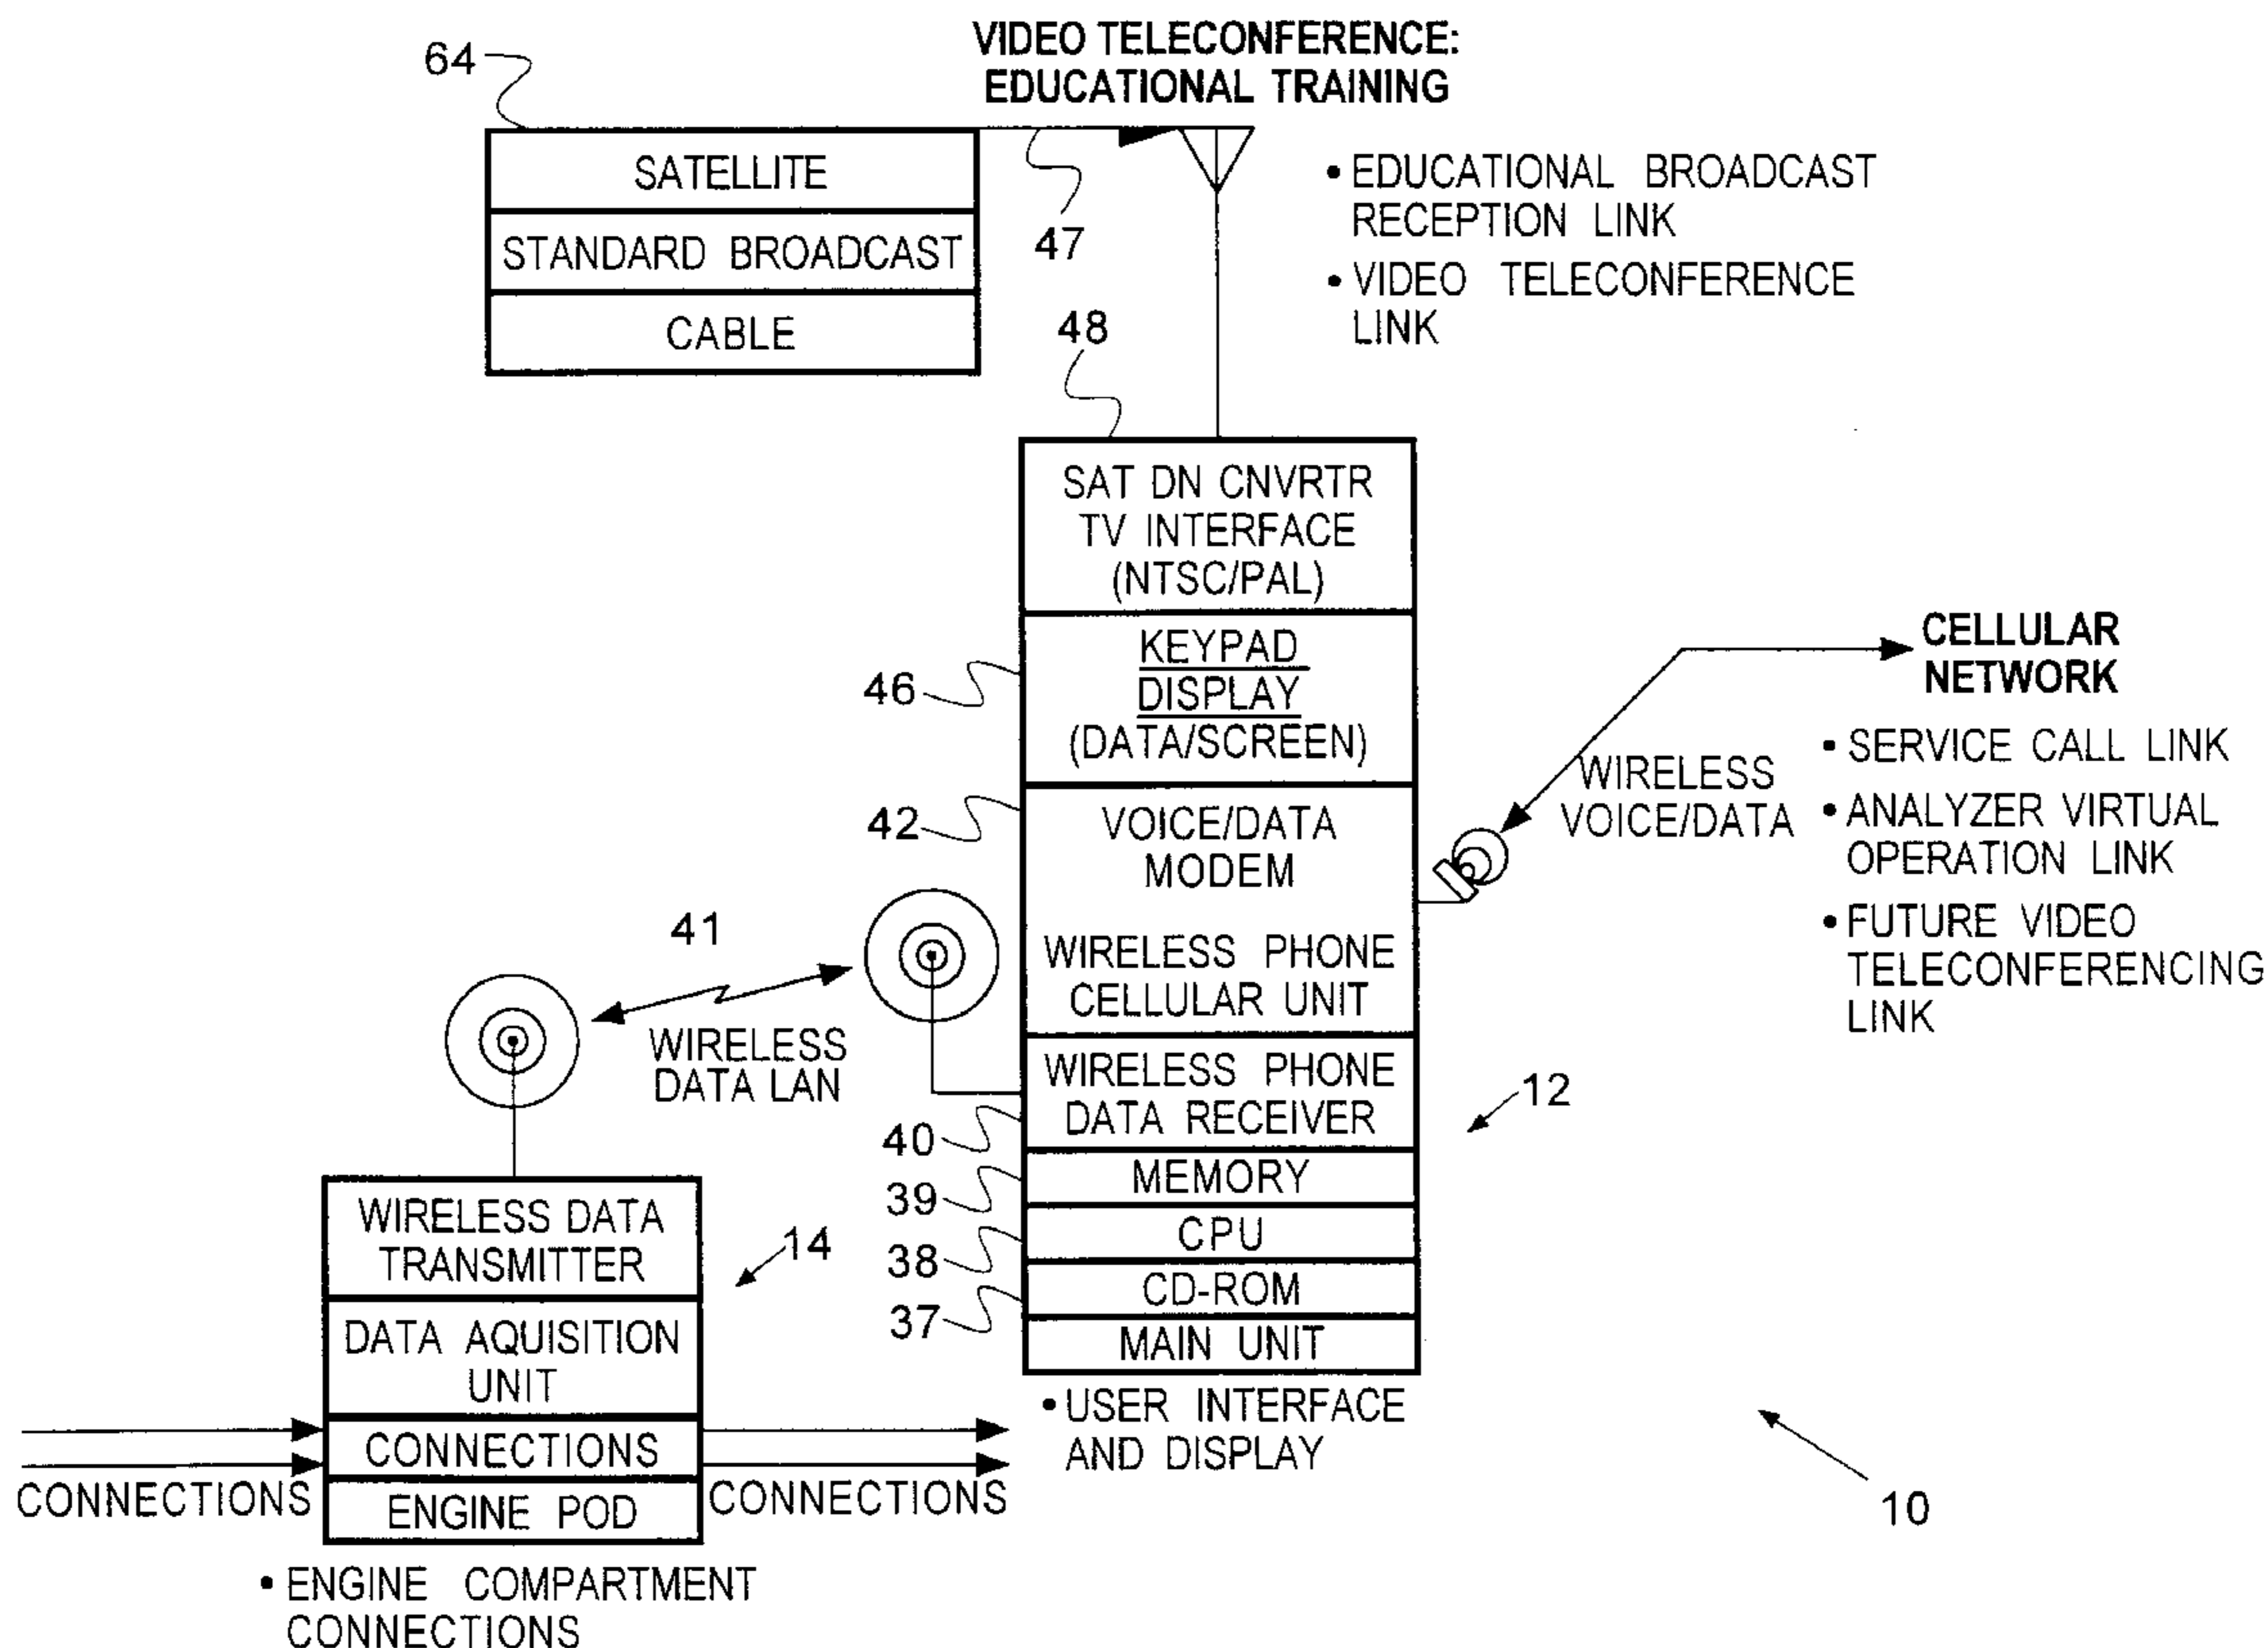 VIDEO TELECONFERENCE:
EDUCATIONAL TRAINING
64
SATELLITE
STANDARD BROADCAST
CABLE
47
• EDUCATIONAL BROADCAST
RECEPTION LINK
• VIDEO TELECONFERENCE
LINK
48
SAT DN CNVRTR
TV INTERFACE
(NTSC/PAL)
46
KEYPAD
DISPLAY
(DATA/SCREEN)
42
VOICE/DATA
MODEM
WIRELESS PHONE
CELLULAR UNIT
CELLULAR
NETWORK
WIRELESS
VOICE/DATA
• SERVICE CALL LINK
• ANALYZER VIRTUAL
OPERATION LINK
• FUTURE VIDEO
TELECONFERENCING
LINK
41
WIRELESS
DATA LAN
WIRELESS PHONE
DATA RECEIVER
40
12
MEMORY
39
CPU
38
CD-ROM
37
MAIN UNIT
• USER INTERFACE
AND DISPLAY
WIRELESS DATA
TRANSMITTER
14
DATA AQUISITION
UNIT
CONNECTIONS
CONNECTIONS
CONNECTIONS
ENGINE POD
• ENGINE COMPARTMENT
CONNECTIONS
10